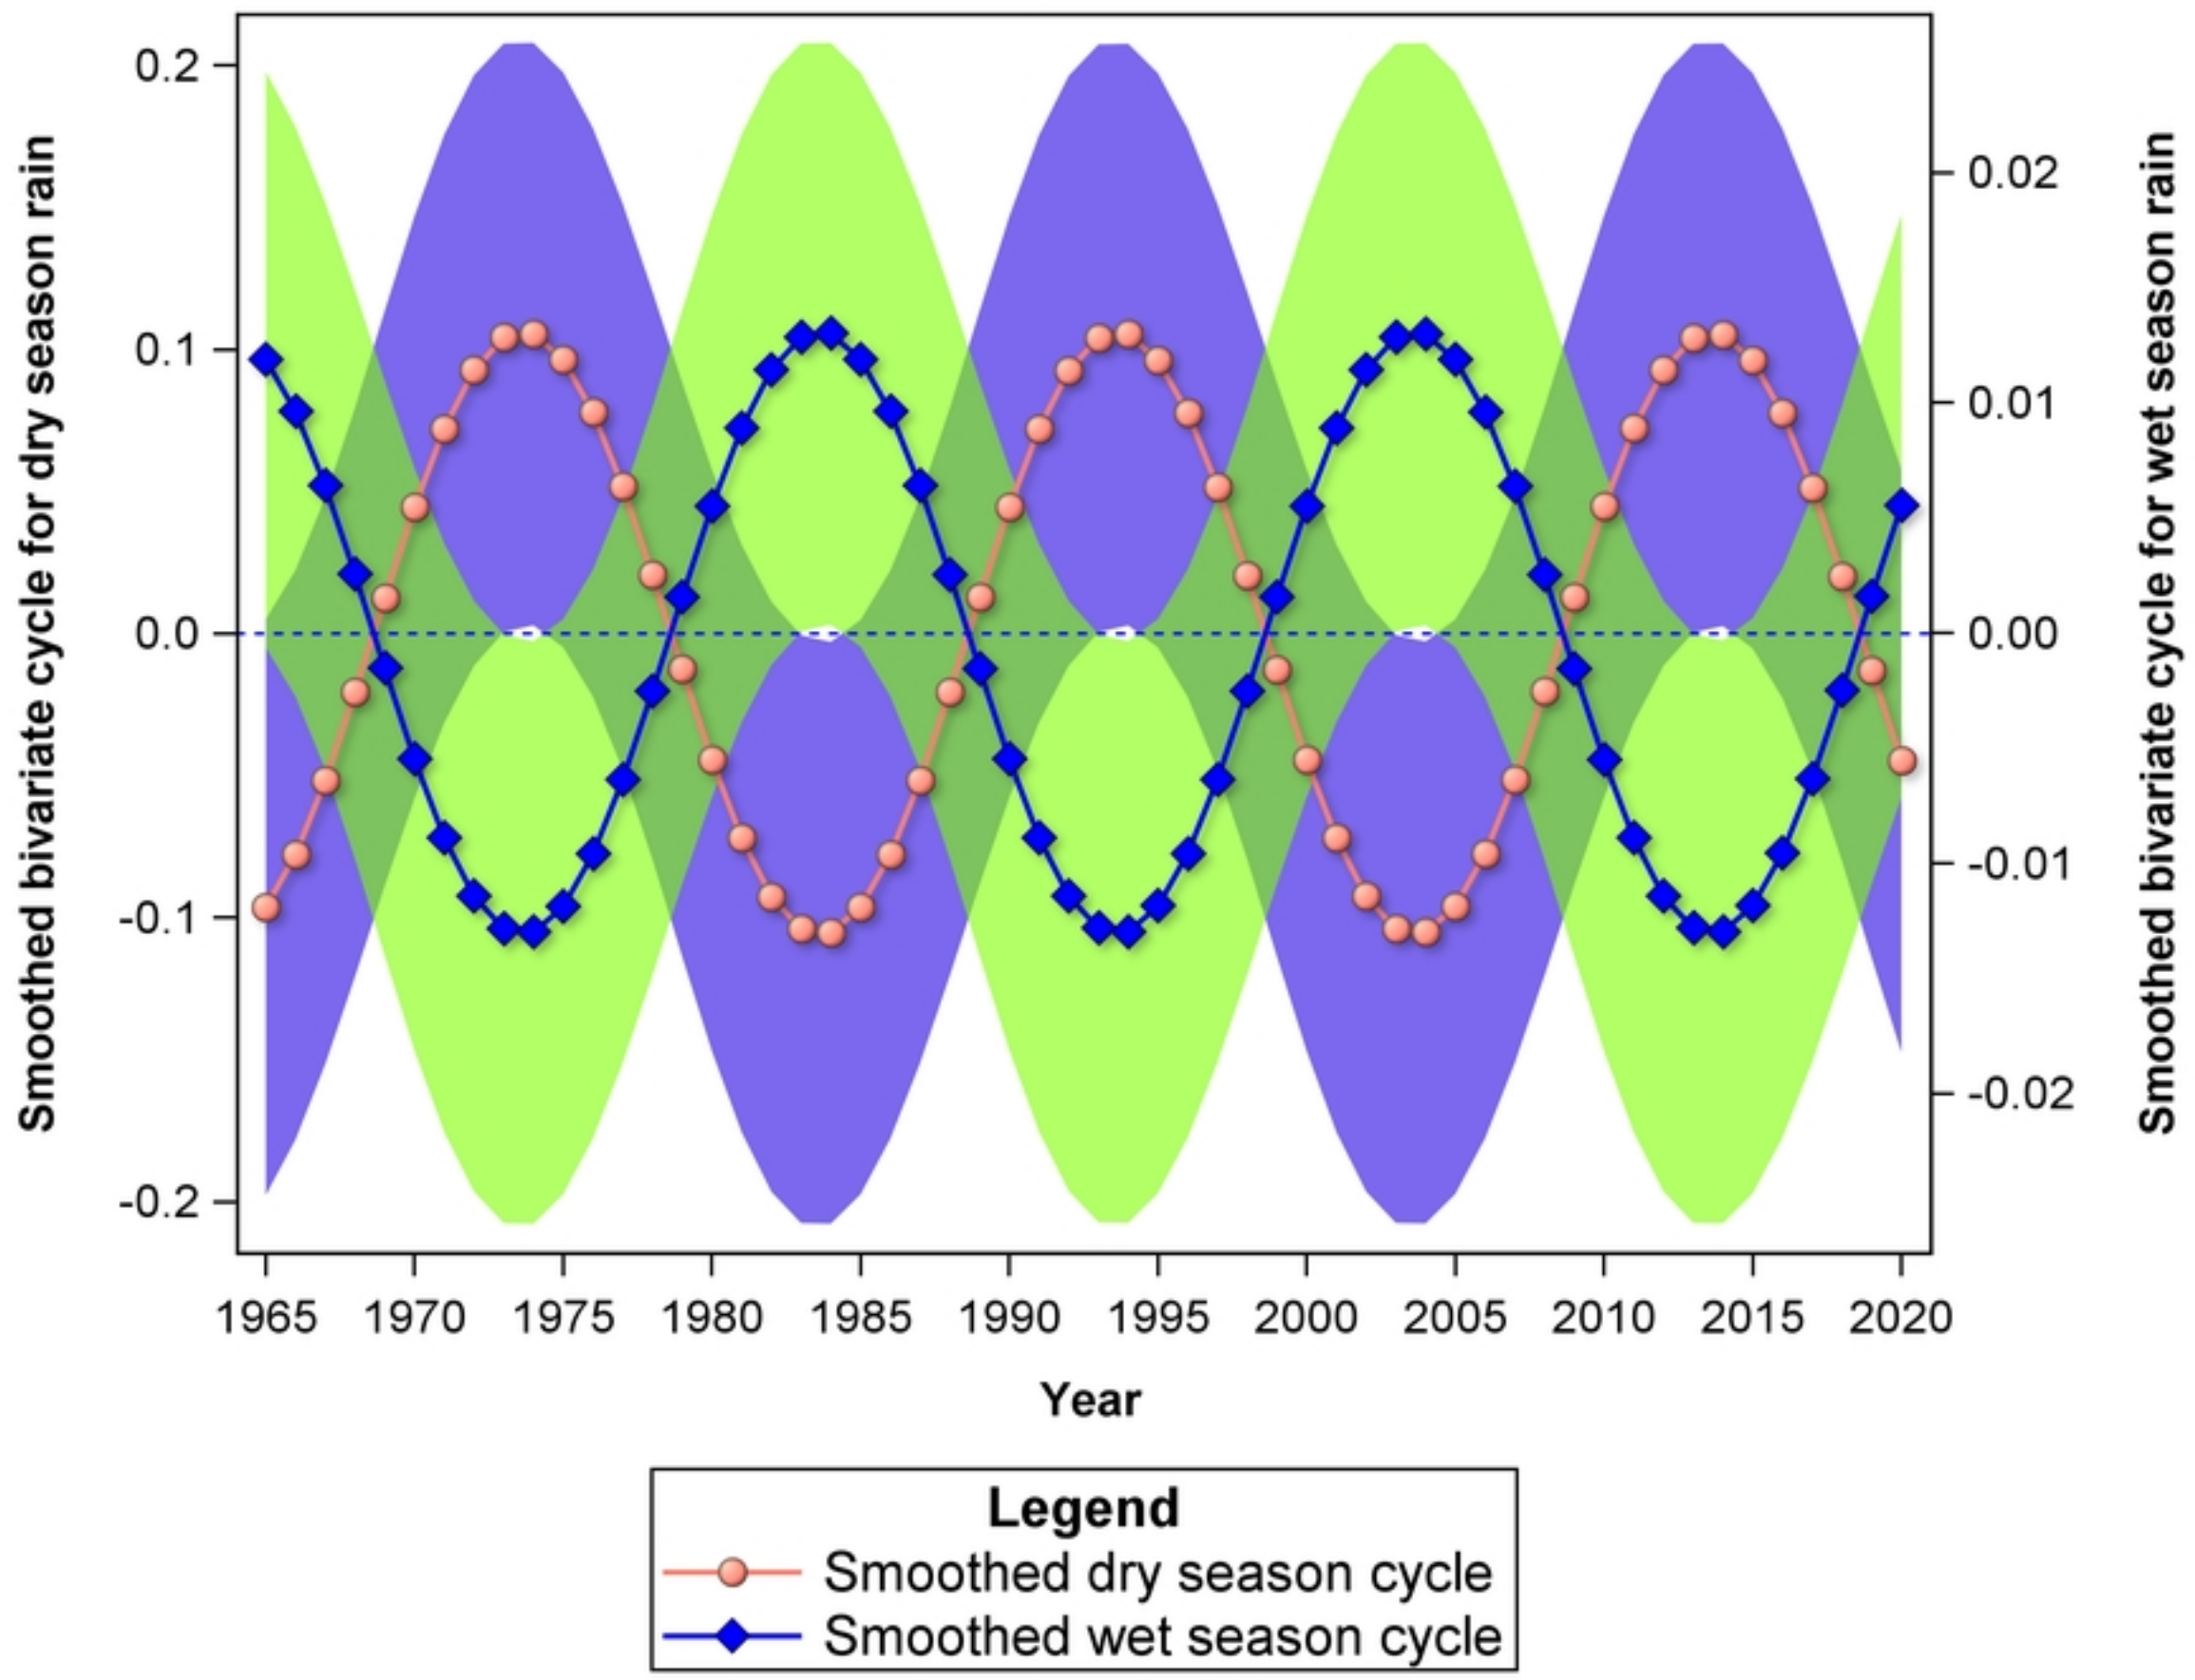 Smoothed bivariate cycle for dry season rain
0.2
0.1
0.0
-0.1
-0.2
0.02
0.01
0.00
-0.01
-0.02
Smoothed bivariate cycle for wet season rain
1965 1970 1975 1980 1985 1990 1995 2000 2005 2010 2015 2020
Year
Legend
Smoothed dry season cycle
Smoothed wet season cycle